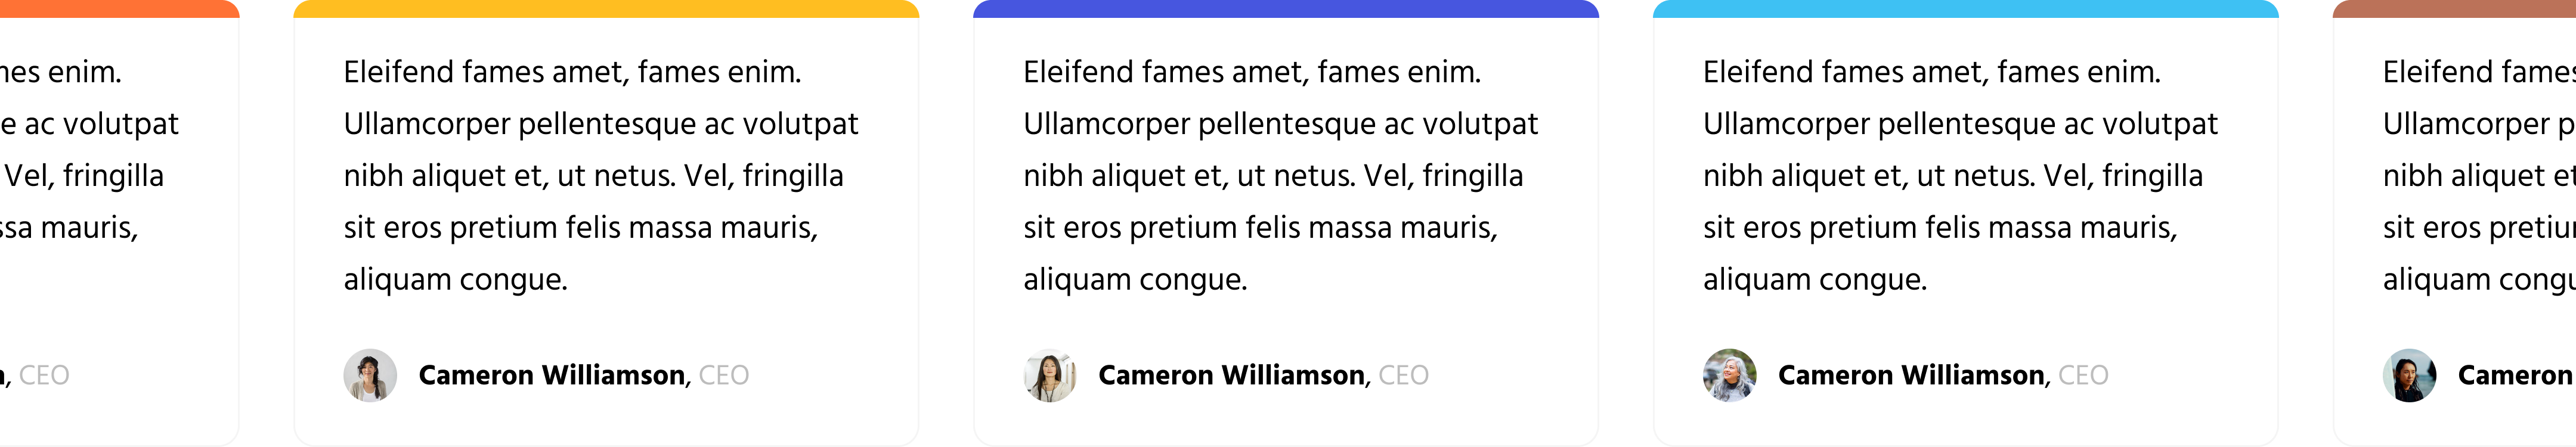 mes enim.
e ac volutpat
Vel, fringilla
ssa mauris,
, CEO
Eleifend fames amet, fames enim.
Ullamcorper pellentesque ac volutpat
nibh aliquet et, ut netus. Vel, fringilla
sit eros pretium felis massa mauris,
aliquam congue.
Cameron Williamson, CEO
Eleifend fames amet, fames enim.
Ullamcorper pellentesque ac volutpat
nibh aliquet et, ut netus. Vel, fringilla
sit eros pretium felis massa mauris,
aliquam congue.
Cameron Williamson, CEO
Eleifend fames amet, fames enim.
Ullamcorper pellentesque ac volutpat
nibh aliquet et, ut netus. Vel, fringilla
sit eros pretium felis massa mauris,
aliquam congue.
Cameron Williamson, CEO
Eleifend fames
Ullamcorper p
nibh aliquet et
sit eros pretiu
aliquam congu
Cameron